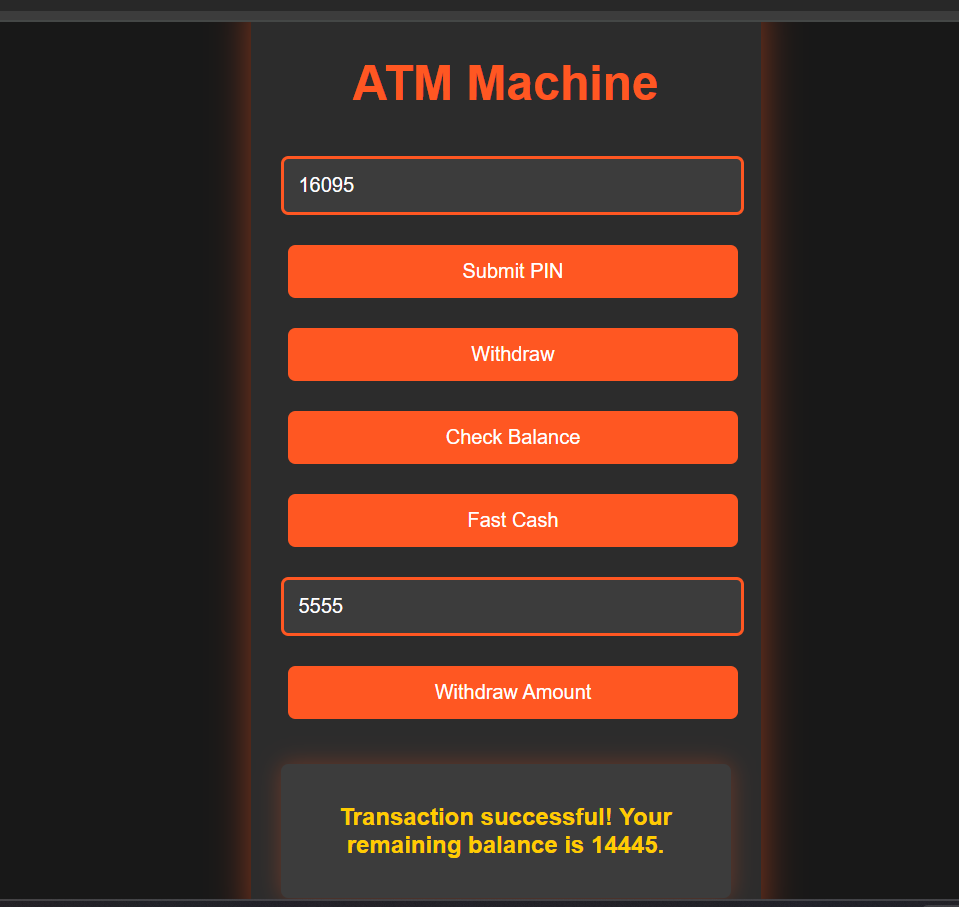 ATM Machine
16095
Submit PIN
Withdraw
Check Balance
Fast Cash
5555
Withdraw Amount
Transaction successful! Your
remaining balance is 14445.